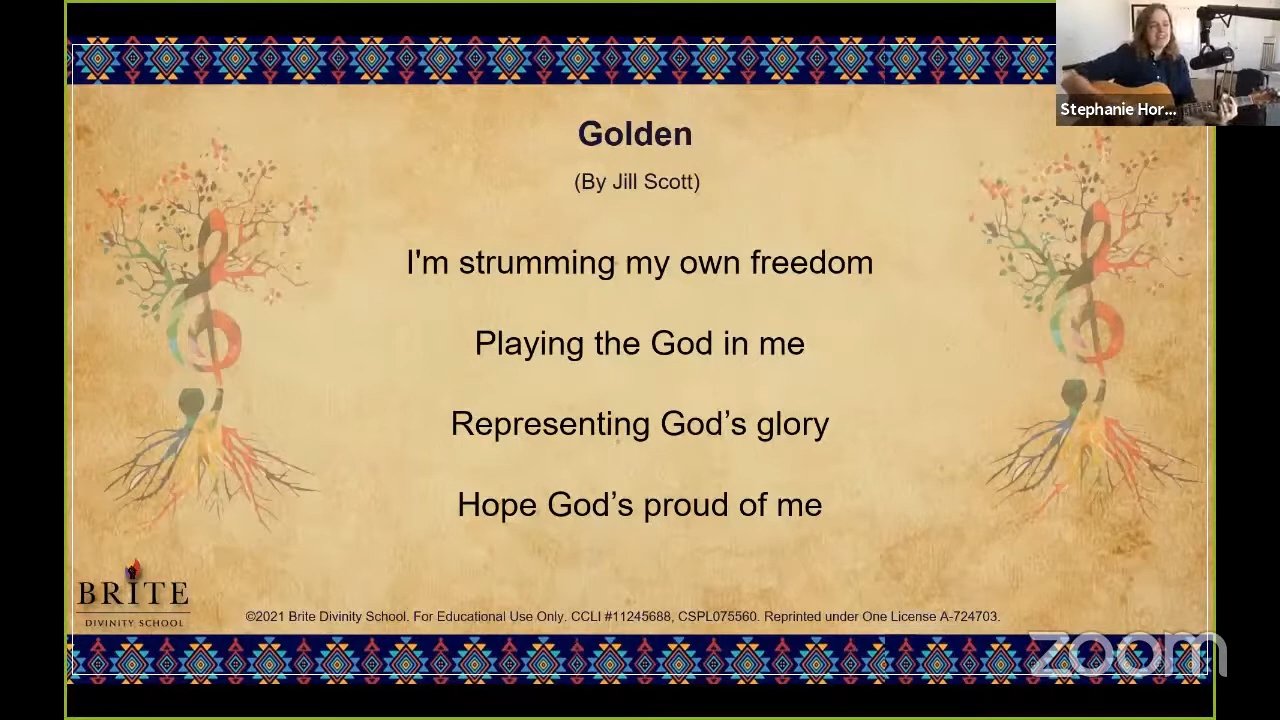 Golden
(By Jill Scott)
I'm strumming my own freedom
Playing the God in me
Representing God’s glory
Hope God’s proud of me
BRITE
DIVINITY SCHOOL
©2021 Brite Divinity School. For Educational Use Only. CCLI #11245688, CSPL075560. Reprinted under One License A-724703.
Stephanie Hor...
zoom